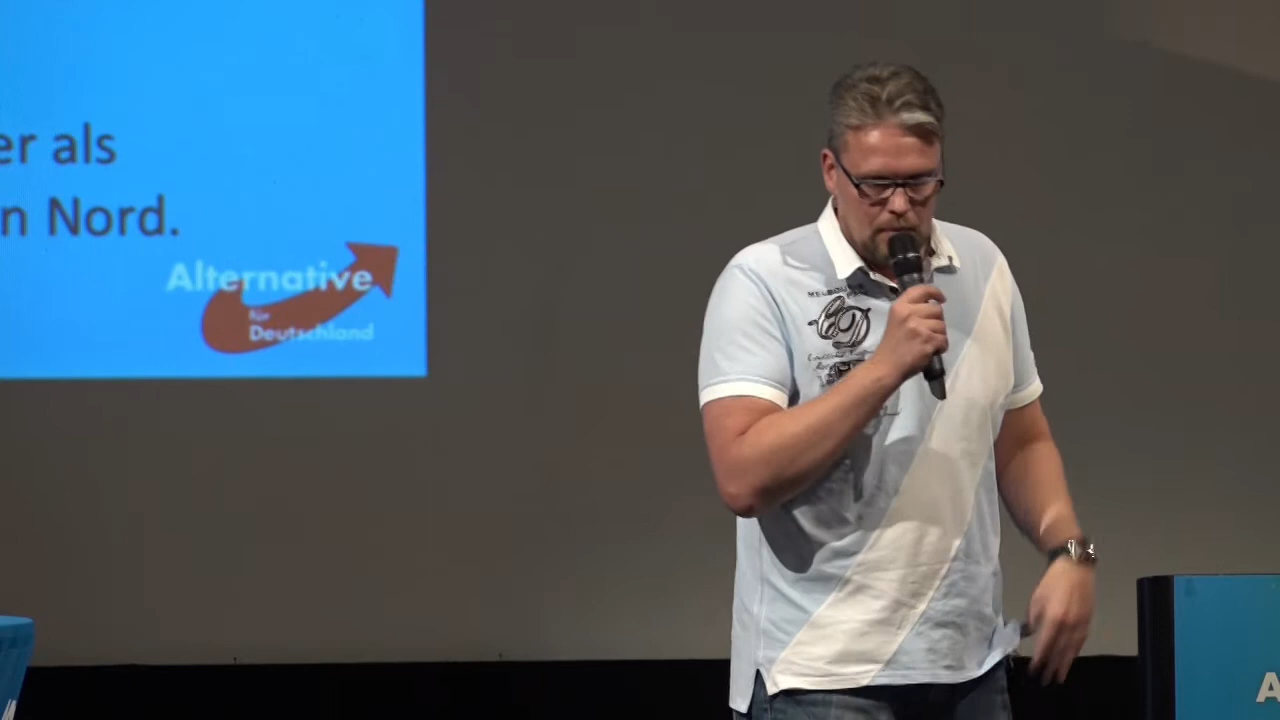 er als
n Nord.
Alternative
für
Deutschland
A